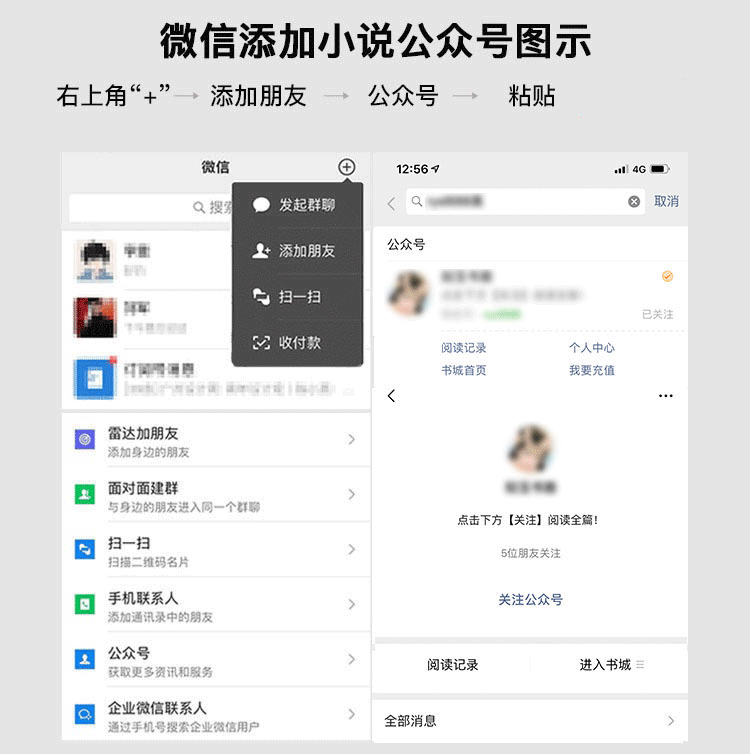 微信添加小说公众号图示
右上角“+”→ 添加朋友 → 公众号 → 粘贴
微信
搜索
发起群聊
添加朋友
扫一扫
收付款
订阅号消息
雷达加朋友
添加身边的朋友
面对面建群
与身边的朋友进入同一个群聊
扫一扫
扫描二维码名片
手机联系人
添加通讯录中的朋友
公众号
获取更多资讯和服务
企业微信联系人
通过手机号搜索企业微信用户
12:56
4G
取消
公众号
已关注
阅读记录 个人中心
书城首页 我要充值
点击下方【关注】阅读全篇!
5位朋友关注
关注公众号
阅读记录 进入书城
全部消息